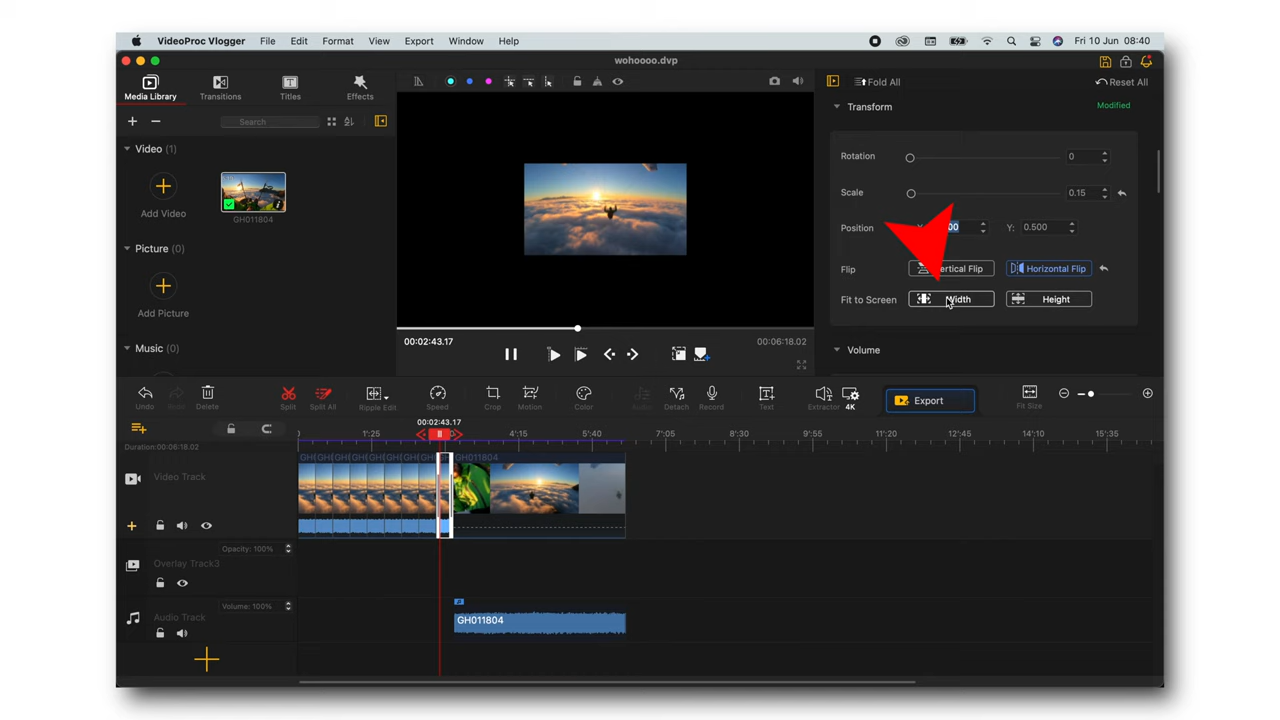 VideoProc Vlogger File Edit Format View Export Window Help Fri 10 Jun 08:40
wohoooo.dvp
Media Library Transitions Titles Effects
Fold All Reset All
Transform Modified
Search
Video (1)
Rotation 0
Scale 0.15
Add Video GH011804
Position 00 Y: 0.500
Picture (0)
Flip Horizontal Flip
Fit to Screen Width Height
Add Picture
Music (0)
00:02:43.17 00:06:18.02
Volume
Undo Redo Delete Split Split All Ripple Edit Speed Crop Motion Color Audio Detach Record Text Extractor 4K Export Fit Size
00:02:43.17
1'25 4'15 5'40 7'05 8'30 9'55 11'20 12'45 14'10 15'35
Duration:00:06:18.02
GH011804
Video Track
Opacity: 100%
Overlay Track3
Volume: 100%
Audio Track
GH011804